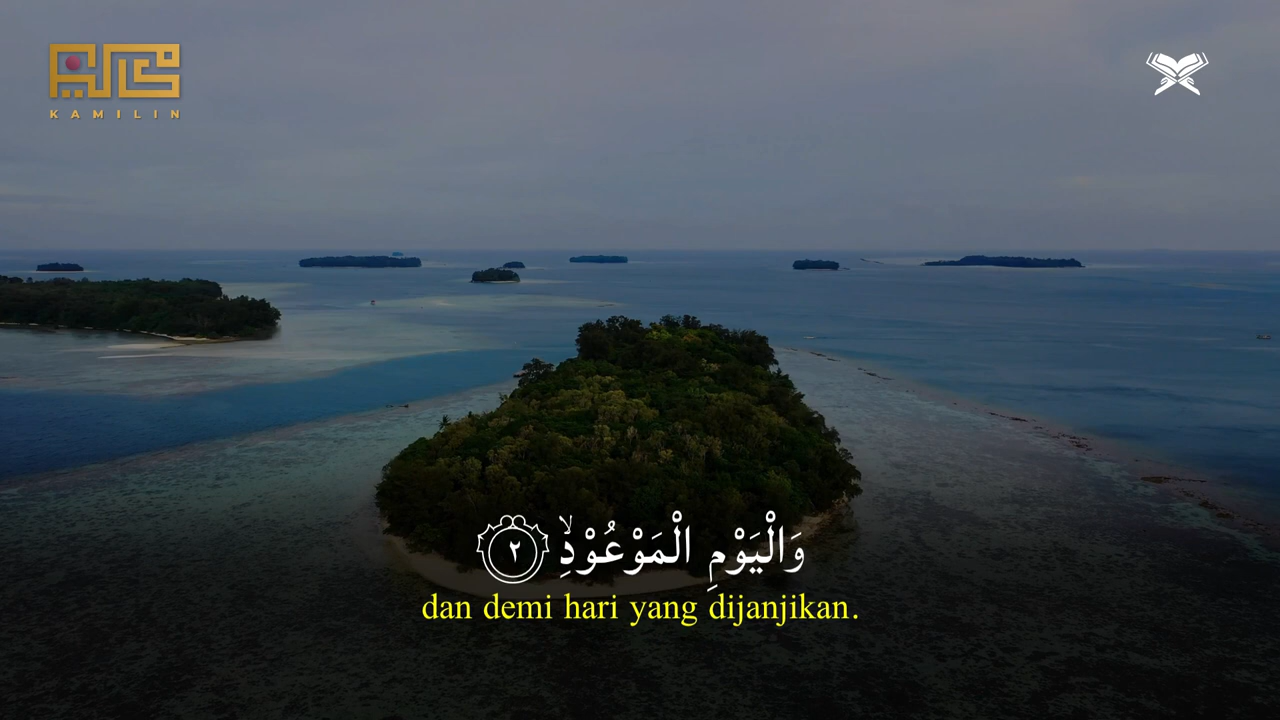 KAMILIN
وَالْيَوْمِ الْمَوْعُوْدِۙ ٢
dan demi hari yang dijanjikan.